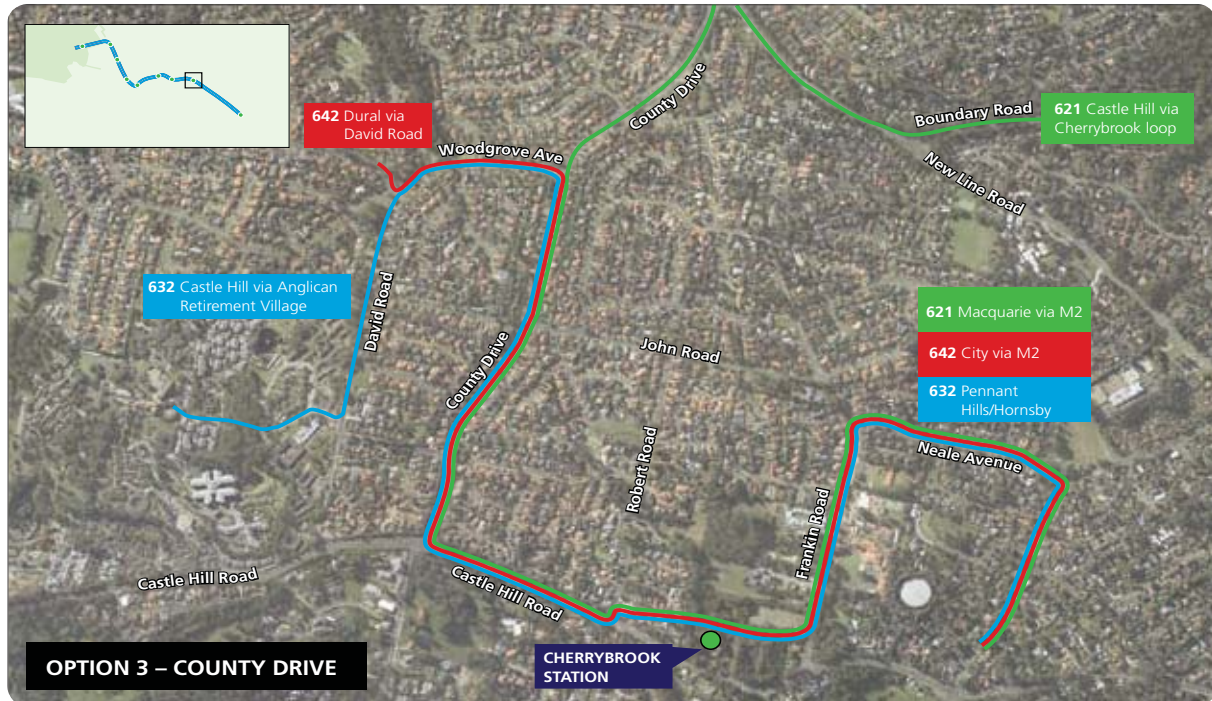 642 Dural via
David Road
Woodgrove Ave
County Drive
Boundary Road
621 Castle Hill via
Cherrybrook loop
New Line Road
632 Castle Hill via Anglican
Retirement Village
David Road
County Drive
John Road
621 Macquarie via M2
642 City via M2
632 Pennant
Hills/Hornsby
Robert Road
Neale Avenue
Frankin Road
Castle Hill Road
Castle Hill Road
CHERRYBROOK
STATION
OPTION 3 – COUNTY DRIVE